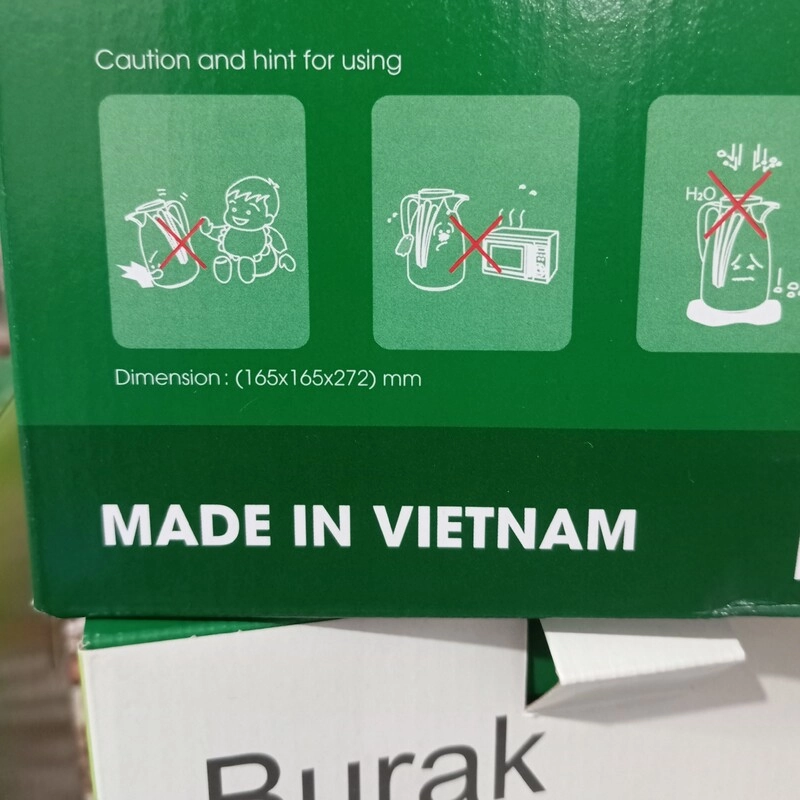 Caution and hint for using
H₂O
Dimension: (165x165x272) mm
MADE IN VIETNAM
Burak